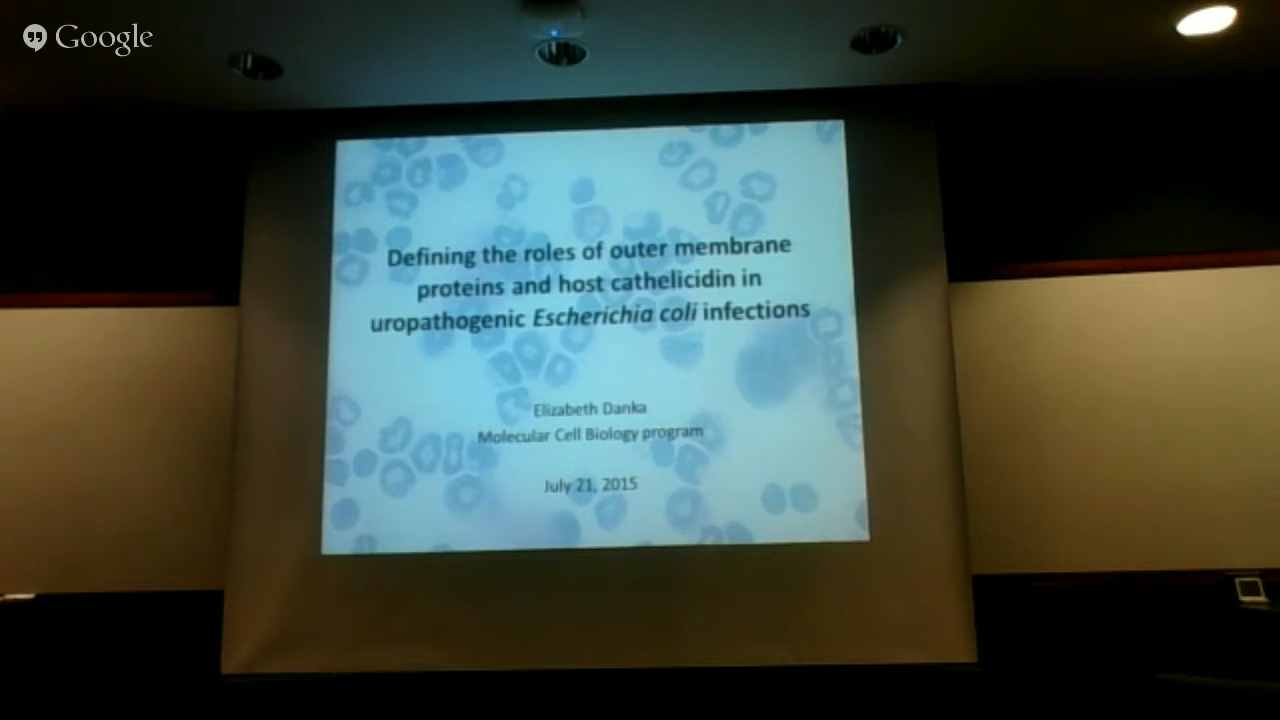 Google
Defining the roles of outer membrane
proteins and host cathelicidin in
uropathogenic Escherichia coli infections
Elizabeth Danka
Molecular Cell Biology program
July 21, 2015